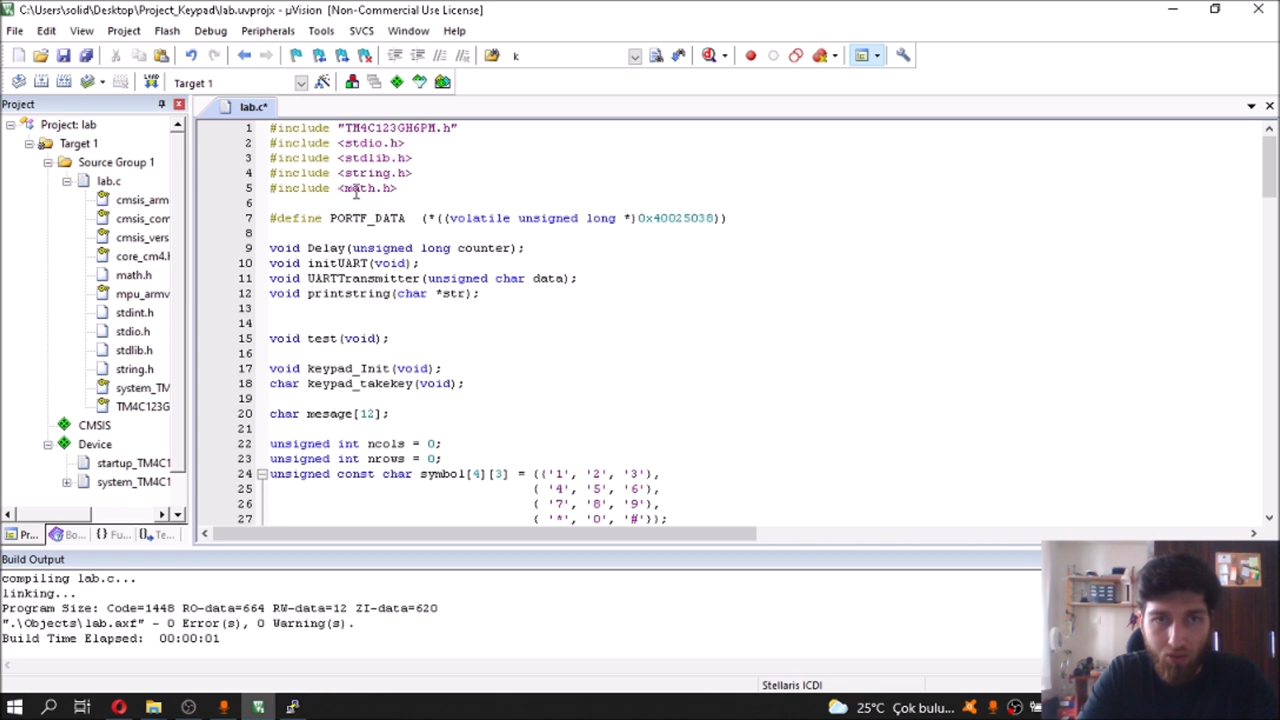 C:\Users\solid\Desktop\Project_Keypad\lab.uvprojx - µVision [Non-Commercial Use License]
File Edit View Project Flash Debug Peripherals Tools SVCS Window Help
k
LOAD Target 1
Project
lab.c*
Project: lab
Target 1
Source Group 1
lab.c
cmsis_arm
cmsis_com
cmsis_vers
core_cm4.h
math.h
mpu_armv
stdint.h
stdio.h
stdlib.h
string.h
system_TM
TM4C123G
CMSIS
Device
startup_TM4C1
system_TM4C1
Pr... Bo... {} Fu... Te...
1 #include "TM4C123GH6PM.h"
2 #include <stdio.h>
3 #include <stdlib.h>
4 #include <string.h>
5 #include <math.h>
6
7 #define PORTF_DATA (*((volatile unsigned long *)0x40025038))
8
9 void Delay(unsigned long counter);
10 void initUART(void);
11 void UARTTransmitter(unsigned char data);
12 void printstring(char *str);
13
14
15 void test(void);
16
17 void keypad_Init(void);
18 char keypad_takekey(void);
19
20 char mesage[12];
21
22 unsigned int ncols = 0;
23 unsigned int nrows = 0;
24 unsigned const char symbol[4][3] = (('1', '2', '3'),
25 ( '4', '5', '6'),
26 ( '7', '8', '9'),
27 ( '*', '0', '#'));
Build Output
compiling lab.c...
linking...
Program Size: Code=1448 RO-data=664 RW-data=12 ZI-data=620
".\Objects\lab.axf" - 0 Error(s), 0 Warning(s).
Build Time Elapsed: 00:00:01
Stellaris ICDI
25°C Çok bulu...